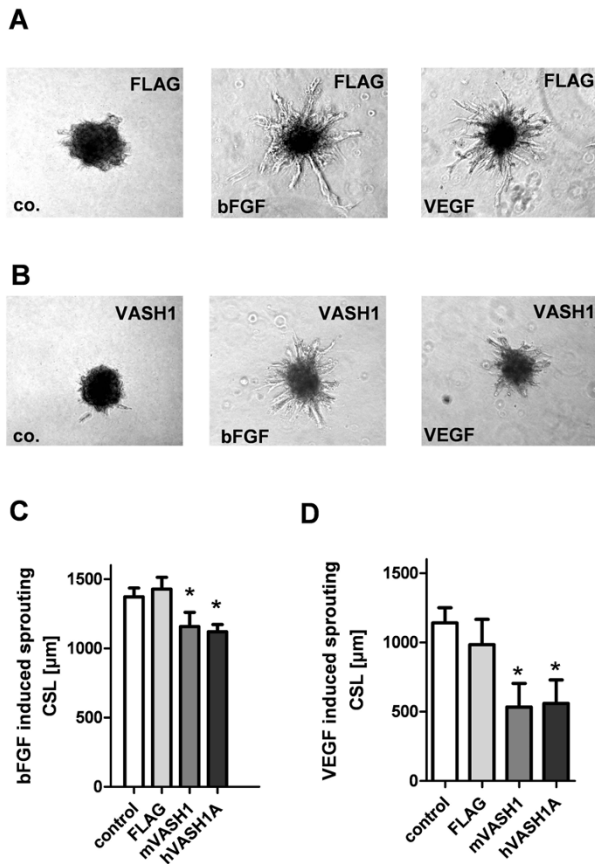 A
FLAG
co.
FLAG
bFGF
FLAG
VEGF
B
VASH1
co.
VASH1
bFGF
VASH1
VEGF
C
bFGF induced sprouting
CSL [µm]
1500
1000
500
0
*
*
control
FLAG
mVASH1
hVASH1A
D
VEGF induced sprouting
CSL [µm]
1500
1000
500
0
*
*
control
FLAG
mVASH1
hVASH1A